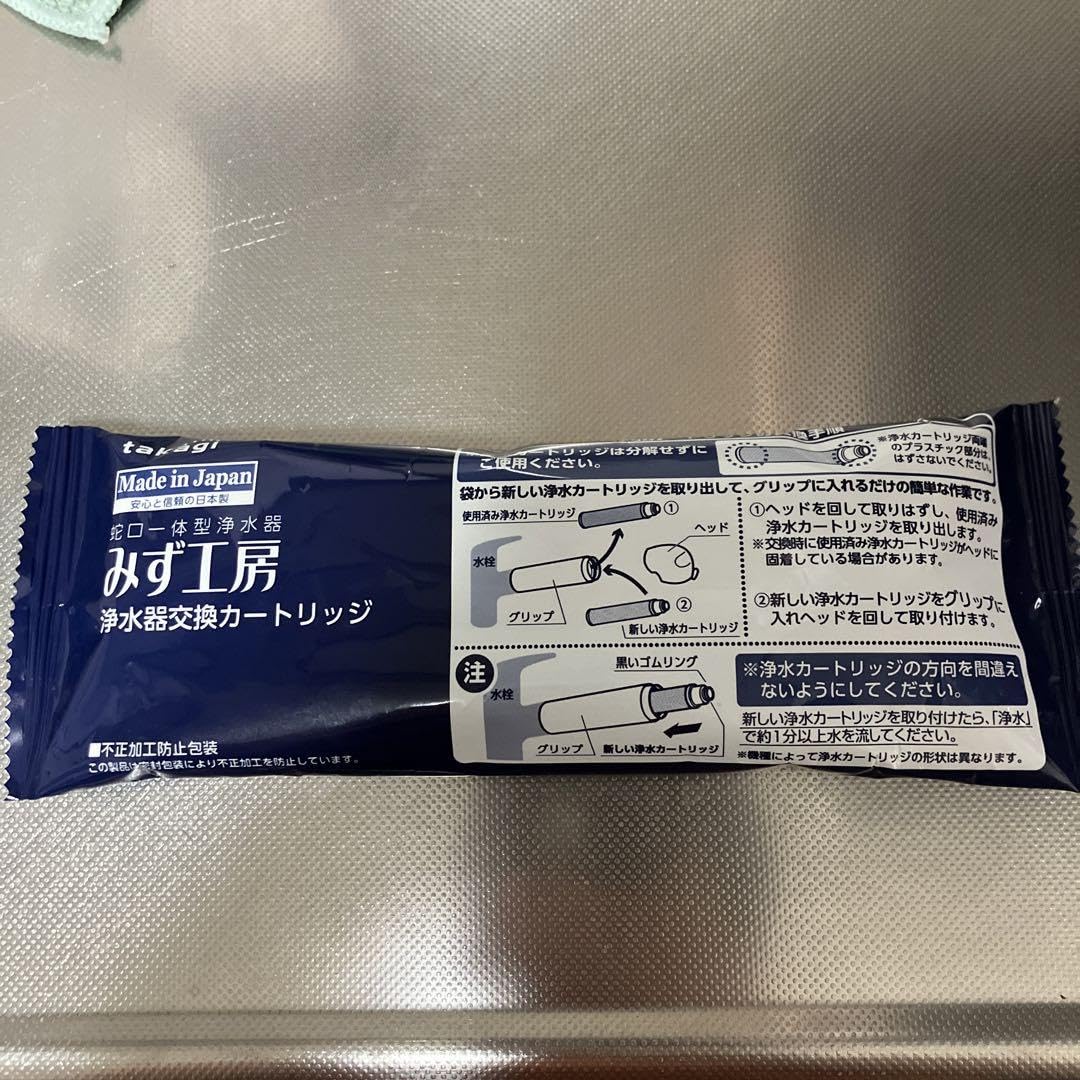 takagi
Made in Japan
安心と信頼の日本製
蛇口一体型浄水器
みず工房
浄水器交換カートリッジ
■不正加工防止包装
この製品は密封包装により不正加工を防止しています。
換手順
カートリッジは分解せずに
ご使用ください。
※浄水カートリッジ両端
のプラスチック部分は、
はずさないでください。
袋から新しい浄水カートリッジを取り出して、グリップに入れるだけの簡単な作業です。
使用済み浄水カートリッジ
①
ヘッド
水栓
グリップ
②
新しい浄水カートリッジ
①ヘッドを回して取りはずし、使用済み
浄水カートリッジを取り出します。
※交換時に使用済み浄水カートリッジがヘッドに
固着している場合があります。
②新しい浄水カートリッジをグリップに
入れヘッドを回して取り付けます。
注
水栓
黒いゴムリング
グリップ
新しい浄水カートリッジ
※浄水カートリッジの方向を間違え
ないようにしてください。
新しい浄水カートリッジを取り付けたら、「浄水」
で約1分以上水を流してください。
※機種によって浄水カートリッジの形状は異なります。